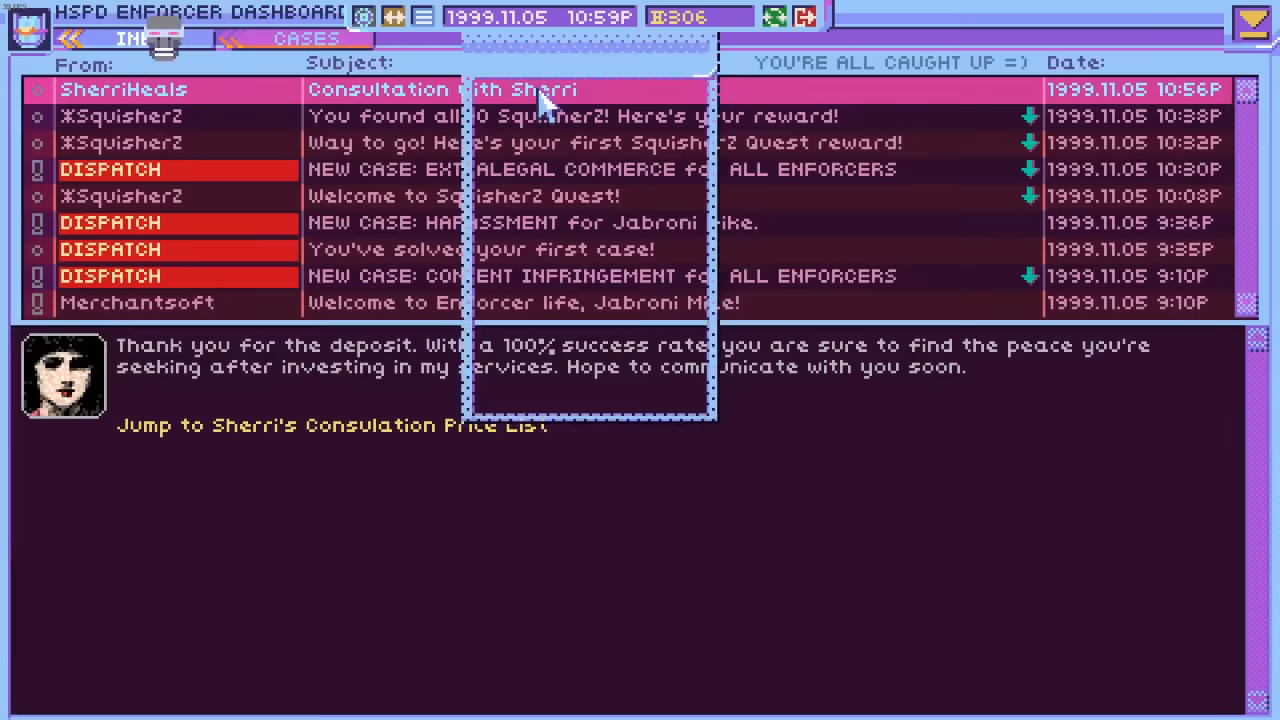 HSPD ENFORCER DASHBOARD
1999.11.05 10:59P
306
CASES
From:
Subject:
YOU'RE ALL CAUGHT UP =)
Date:
SherriHeals Consultation with Sherri 1999.11.05 10:56P
SquisherZ You found all 10 SquisherZ! Here's your reward! 1999.11.05 10:38P
SquisherZ Way to go! Here's your first SquisherZ Quest reward! 1999.11.05 10:32P
DISPATCH NEW CASE: EXTRALEGAL COMMERCE for ALL ENFORCERS 1999.11.05 10:30P
SquisherZ Welcome to SquisherZ Quest! 1999.11.05 10:08P
DISPATCH NEW CASE: HARASSMENT for Jabroni Mike. 1999.11.05 9:36P
DISPATCH You've solved your first case! 1999.11.05 9:35P
DISPATCH NEW CASE: CONTENT INFRINGEMENT for ALL ENFORCERS 1999.11.05 9:10P
Merchantsoft Welcome to Enforcer life, Jabroni Mike! 1999.11.05 9:10P
Thank you for the deposit. With a 100% success rate, you are sure to find the peace you're
seeking after investing in my services. Hope to communicate with you soon.
Jump to Sherri's Consulation Price List